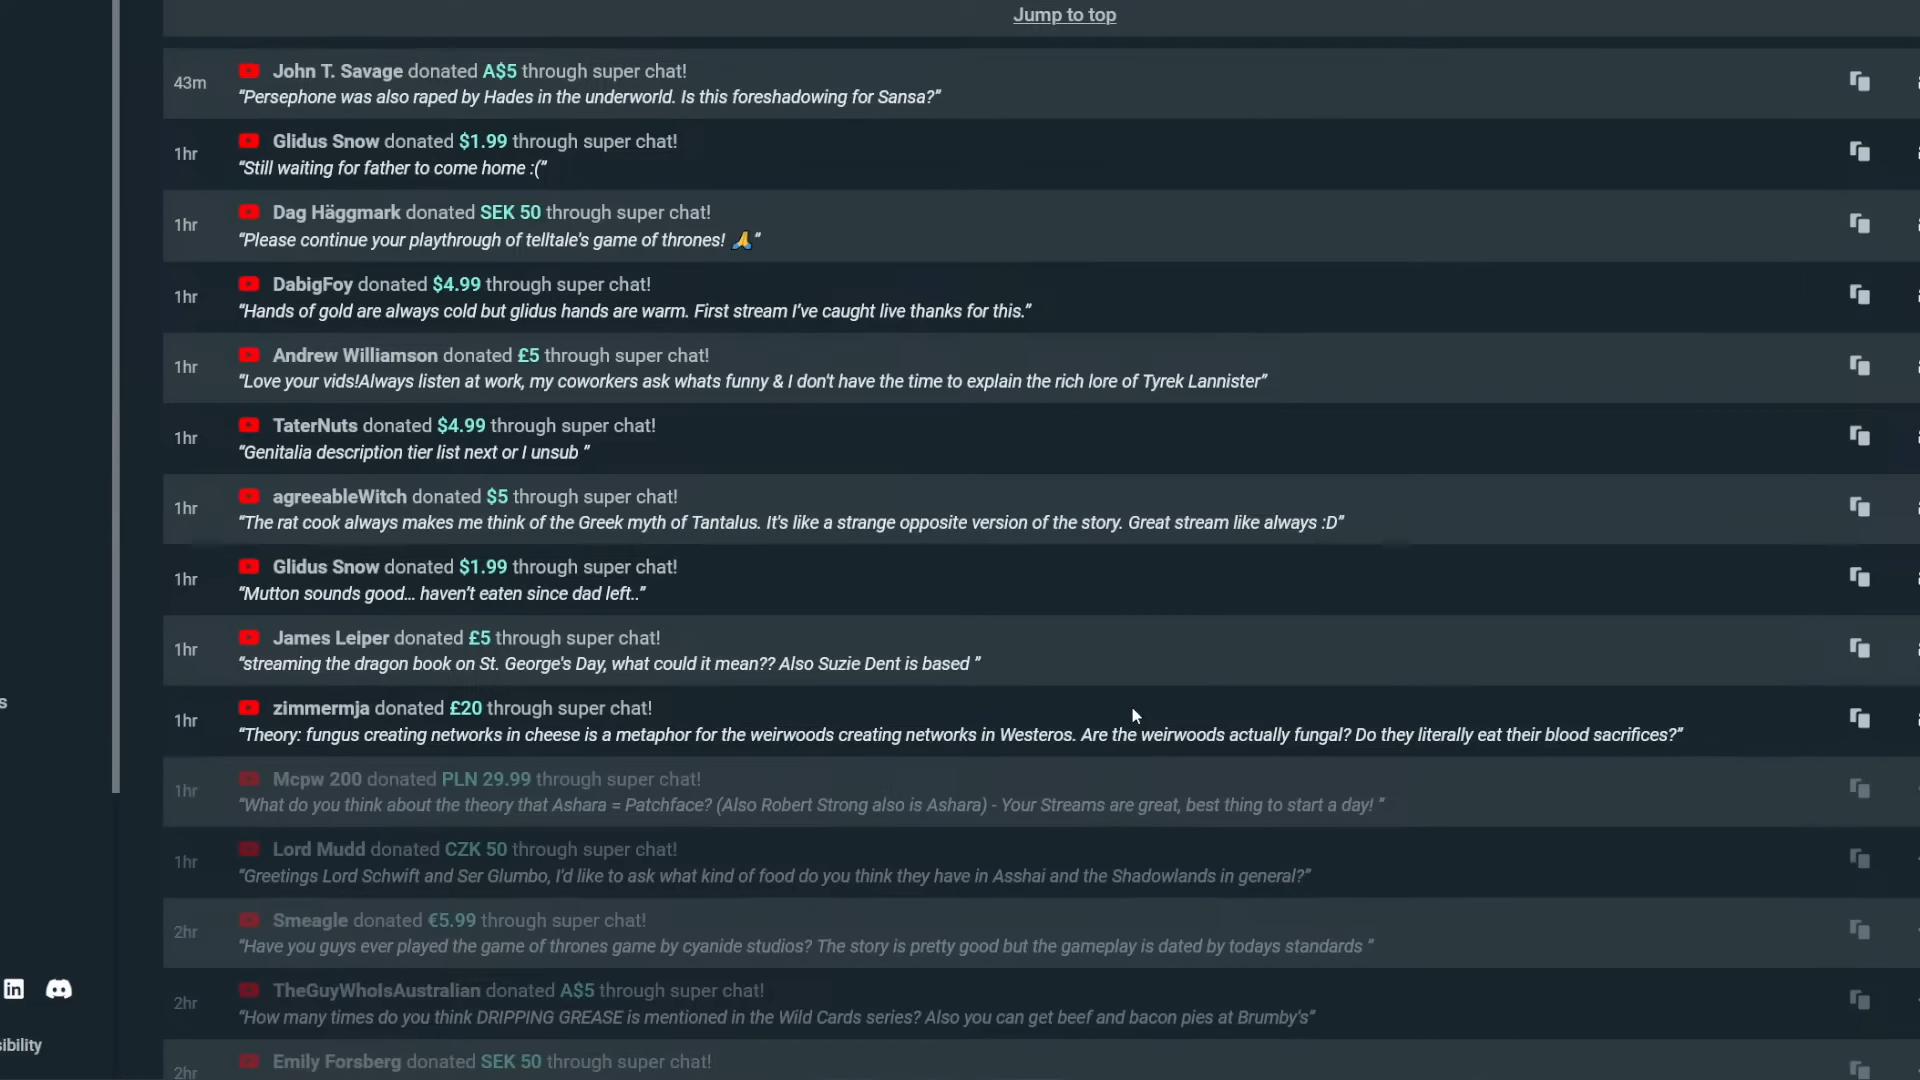 Jump to top
43m
John T. Savage donated A$5 through super chat!
“Persephone was also raped by Hades in the underworld. Is this foreshadowing for Sansa?”
1hr
Glidus Snow donated $1.99 through super chat!
“Still waiting for father to come home :(”
1hr
Dag Häggmark donated SEK 50 through super chat!
“Please continue your playthrough of telltale's game of thrones! 🙏”
1hr
DabigFoy donated $4.99 through super chat!
“Hands of gold are always cold but glidus hands are warm. First stream I’ve caught live thanks for this.”
1hr
Andrew Williamson donated £5 through super chat!
“Love your vids!Always listen at work, my coworkers ask whats funny & I don't have the time to explain the rich lore of Tyrek Lannister”
1hr
TaterNuts donated $4.99 through super chat!
“Genitalia description tier list next or I unsub ”
1hr
agreeableWitch donated $5 through super chat!
“The rat cook always makes me think of the Greek myth of Tantalus. It's like a strange opposite version of the story. Great stream like always :D”
1hr
Glidus Snow donated $1.99 through super chat!
“Mutton sounds good… haven’t eaten since dad left..”
1hr
James Leiper donated £5 through super chat!
“streaming the dragon book on St. George's Day, what could it mean?? Also Suzie Dent is based ”
1hr
zimmermja donated £20 through super chat!
“Theory: fungus creating networks in cheese is a metaphor for the weirwoods creating networks in Westeros. Are the weirwoods actually fungal? Do they literally eat their blood sacrifices?”
1hr
Mcpw 200 donated PLN 29.99 through super chat!
“What do you think about the theory that Ashara = Patchface? (Also Robert Strong also is Ashara) - Your Streams are great, best thing to start a day! ”
1hr
Lord Mudd donated CZK 50 through super chat!
“Greetings Lord Schwift and Ser Glumbo, I'd like to ask what kind of food do you think they have in Asshai and the Shadowlands in general?”
2hr
Smeagle donated €5.99 through super chat!
“Have you guys ever played the game of thrones game by cyanide studios? The story is pretty good but the gameplay is dated by todays standards ”
2hr
TheGuyWhoIsAustralian donated A$5 through super chat!
“How many times do you think DRIPPING GREASE is mentioned in the Wild Cards series? Also you can get beef and bacon pies at Brumby's”
2hr
Emily Forsberg donated SEK 50 through super chat!
s
in
sibility